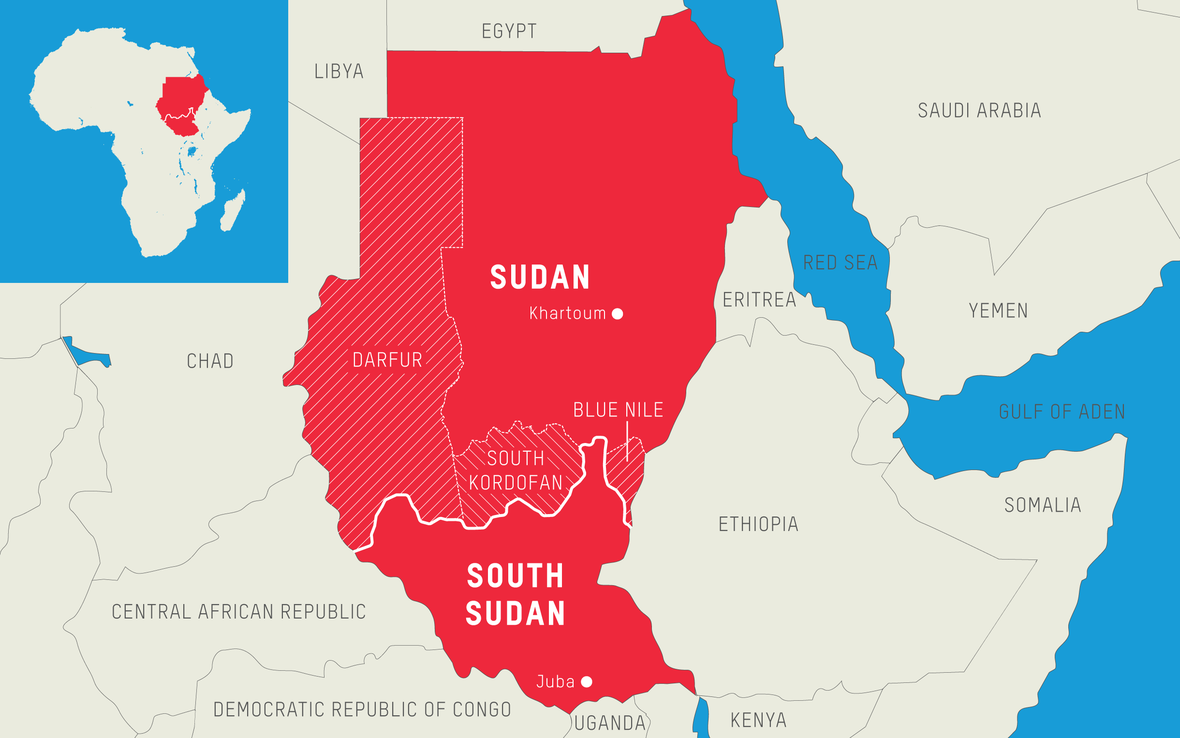 EGYPT
LIBYA
SAUDI ARABIA
RED SEA
SUDAN
Khartoum
ERITREA
YEMEN
CHAD
DARFUR
BLUE NILE
GULF OF ADEN
SOUTH
KORDOFAN
SOMALIA
ETHIOPIA
SOUTH
SUDAN
CENTRAL AFRICAN REPUBLIC
Juba
DEMOCRATIC REPUBLIC OF CONGO
UGANDA
KENYA